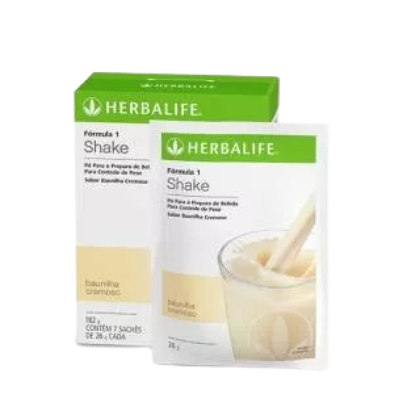 HERBALIFE
Fórmula 1
Shake
Pó Para o Preparo de Beb
Para Controle de Peso
Sabor Baunilha Cremoso
baunilha
cremoso
182 g
CONTÉM 7 SACHÊS
DE 26 g CADA
HERBALIFE
Fórmula 1
Shake
Pó Para o Preparo de Bebida
Para Controle de Peso
Sabor Baunilha Cremoso
baunilha
cremoso
26 g